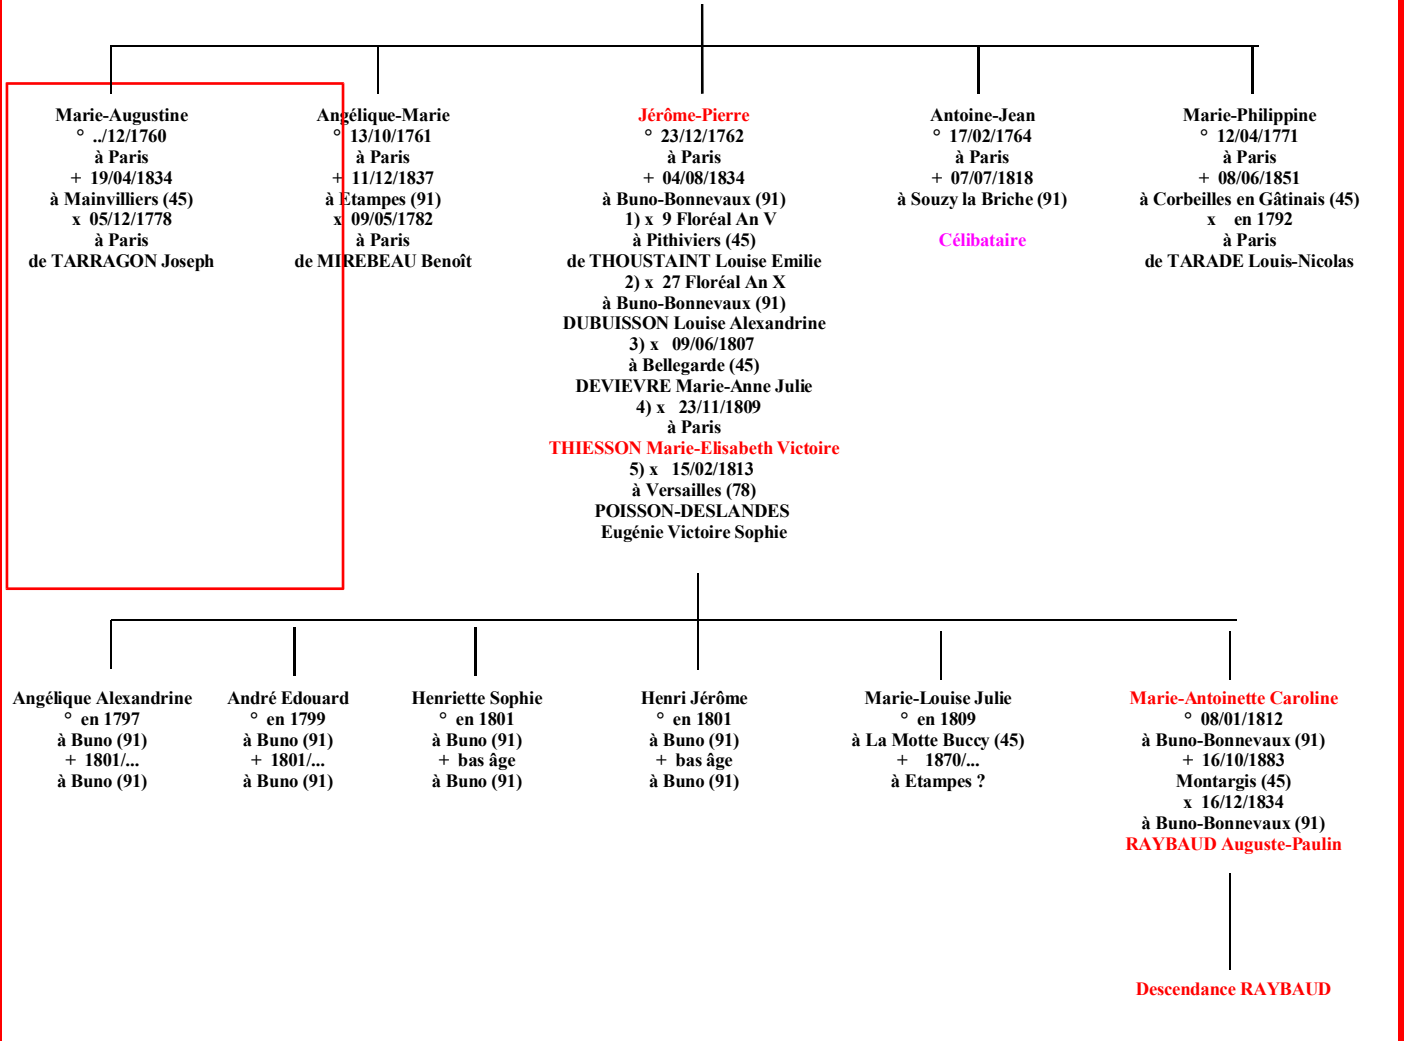 Marie-Augustine
° ../12/1760
à Paris
+ 19/04/1834
à Mainvilliers (45)
x 05/12/1778
à Paris
de TARRAGON Joseph
Angélique-Marie
° 13/10/1761
à Paris
+ 11/12/1837
à Etampes (91)
x 09/05/1782
à Paris
de MIREBEAU Benoît
Jérôme-Pierre
° 23/12/1762
à Paris
+ 04/08/1834
à Buno-Bonnevaux (91)
1) x 9 Floréal An V
à Pithiviers (45)
de THOUSTAINT Louise Emilie
2) x 27 Floréal An X
à Buno-Bonnevaux (91)
DUBUISSON Louise Alexandrine
3) x 09/06/1807
à Bellegarde (45)
DEVIEVRE Marie-Anne Julie
4) x 23/11/1809
à Paris
THIESSON Marie-Elisabeth Victoire
5) x 15/02/1813
à Versailles (78)
POISSON-DESLANDES
Eugénie Victoire Sophie
Antoine-Jean
° 17/02/1764
à Paris
+ 07/07/1818
à Souzy la Briche (91)
Célibataire
Marie-Philippine
° 12/04/1771
à Paris
+ 08/06/1851
à Corbeilles en Gâtinais (45)
x en 1792
à Paris
de TARADE Louis-Nicolas
Angélique Alexandrine
° en 1797
à Buno (91)
+ 1801/...
à Buno (91)
André Edouard
° en 1799
à Buno (91)
+ 1801/...
à Buno (91)
Henriette Sophie
° en 1801
à Buno (91)
+ bas âge
à Buno (91)
Henri Jérôme
° en 1801
à Buno (91)
+ bas âge
à Buno (91)
Marie-Louise Julie
° en 1809
à La Motte Buccy (45)
+ 1870/...
à Etampes ?
Marie-Antoinette Caroline
° 08/01/1812
à Buno-Bonnevaux (91)
+ 16/10/1883
Montargis (45)
x 16/12/1834
à Buno-Bonnevaux (91)
RAYBAUD Auguste-Paulin
Descendance RAYBAUD